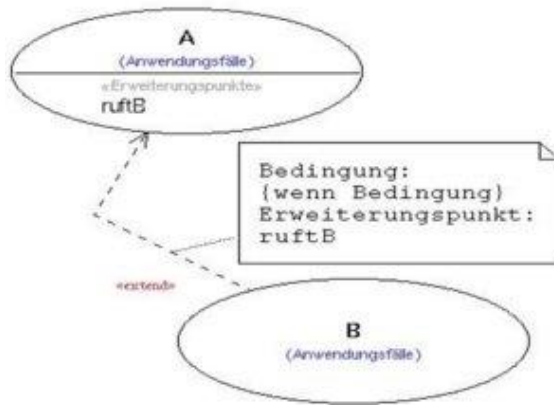 A
(Anwendungsfälle)
«Erweiterungspunkte»
ruftB
Bedingung:
{wenn Bedingung}
Erweiterungspunkt:
ruftB
«extend»
B
(Anwendungsfälle)